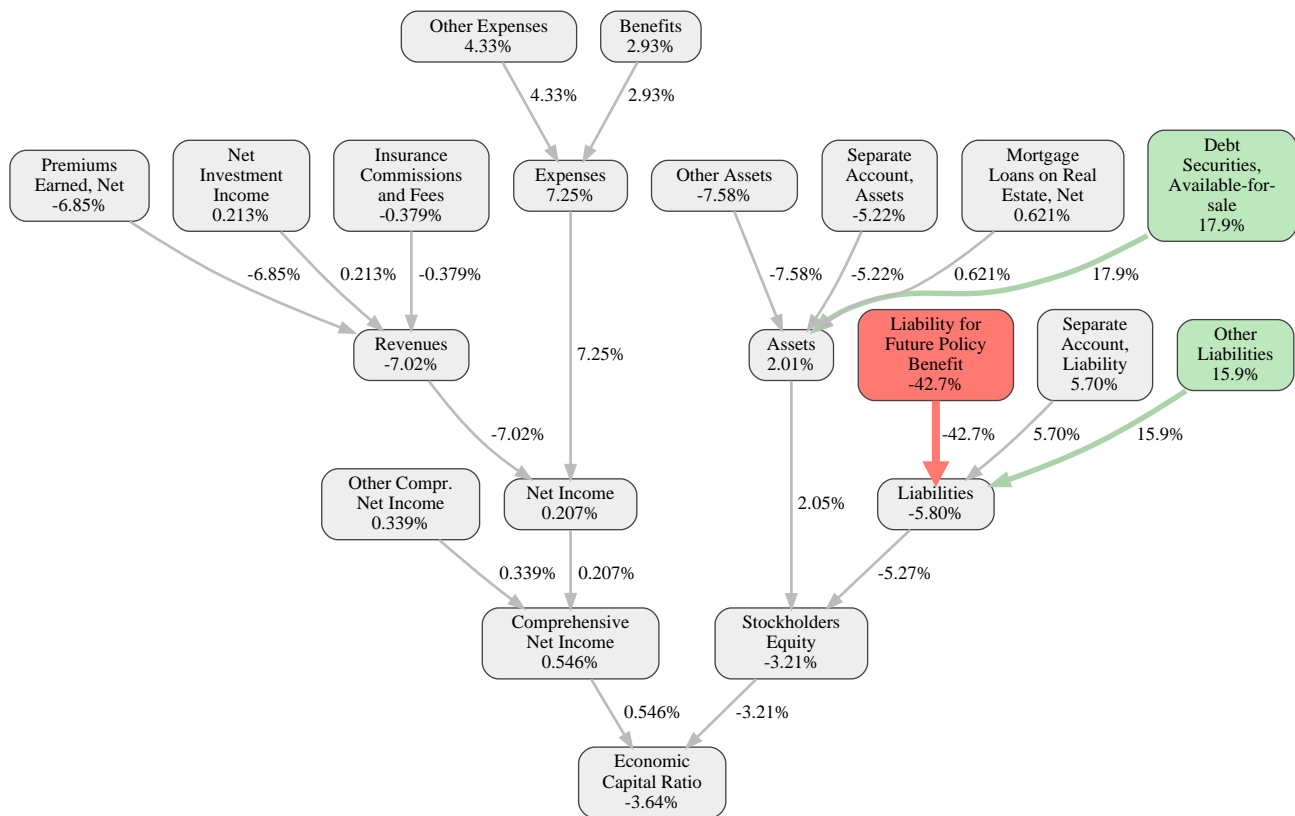 Other Expenses
4.33%
Benefits
2.93%
4.33%
2.93%
Premiums
Earned, Net
-6.85%
Net
Investment
Income
0.213%
Insurance
Commissions
and Fees
-0.379%
Expenses
7.25%
Other Assets
-7.58%
Separate
Account,
Assets
-5.22%
Mortgage
Loans on Real
Estate, Net
0.621%
Debt
Securities,
Available-for-
sale
17.9%
-6.85%
0.213%
-0.379%
-7.58%
-5.22%
0.621%
17.9%
Revenues
-7.02%
7.25%
Assets
2.01%
Liability for
Future Policy
Benefit
-42.7%
Separate
Account,
Liability
5.70%
Other
Liabilities
15.9%
-7.02%
-42.7%
5.70%
15.9%
Other Compr.
Net Income
0.339%
Net Income
0.207%
2.05%
Liabilities
-5.80%
0.339%
0.207%
-5.27%
Comprehensive
Net Income
0.546%
Stockholders
Equity
-3.21%
0.546%
-3.21%
Economic
Capital Ratio
-3.64%